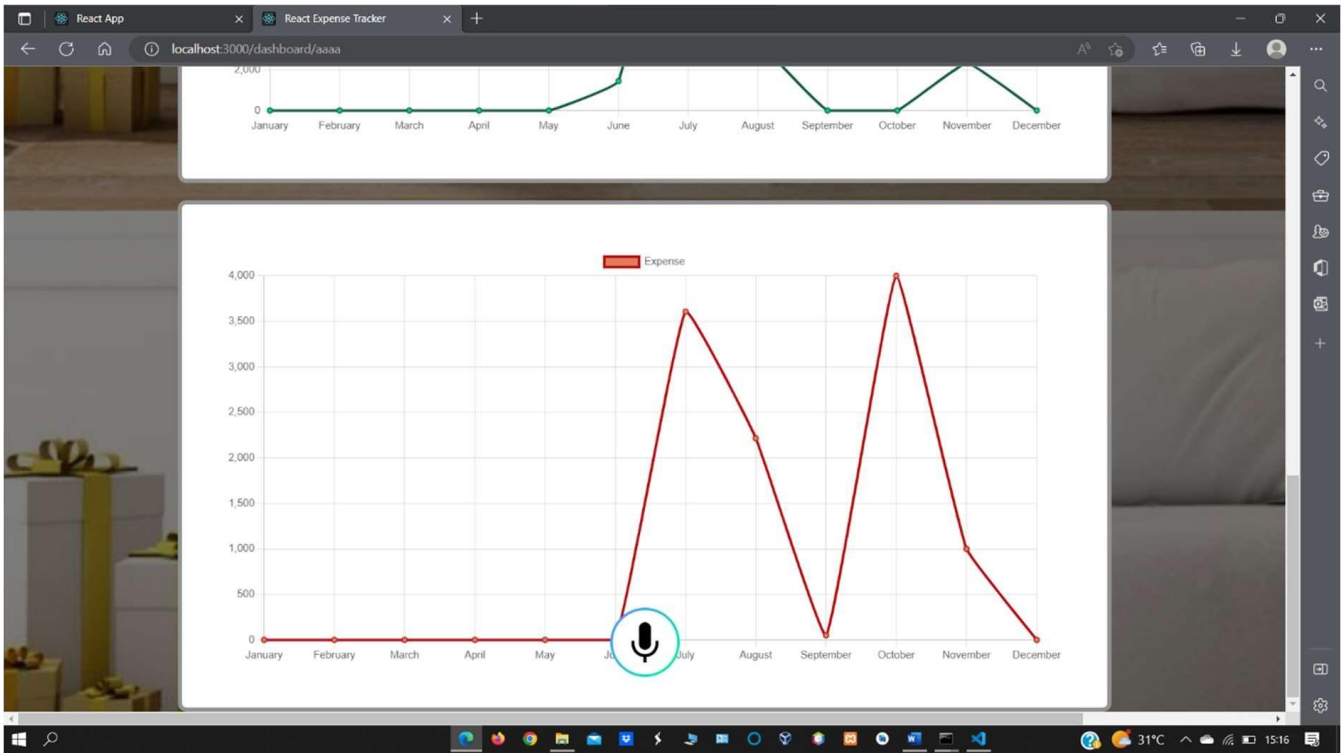 React App
React Expense Tracker
localhost:3000/dashboard/aaaa
2,000
0
January February March April May June July August September October November December
Expense
4,000
3,500
3,000
2,500
2,000
1,500
1,000
500
0
January February March April May Ju July August September October November December
31°C 15:16